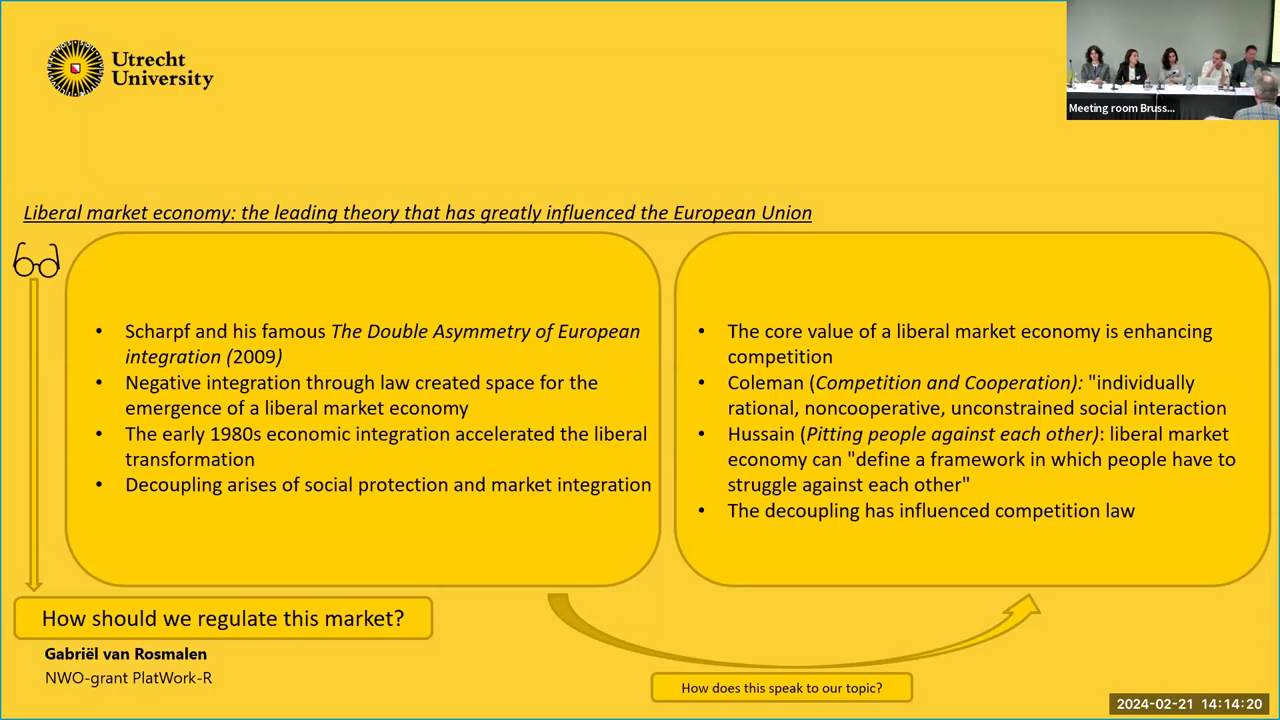 Utrecht
University
Meeting room Bruss...
Liberal market economy: the leading theory that has greatly influenced the European Union
• Scharpf and his famous The Double Asymmetry of European
integration (2009)
• Negative integration through law created space for the
emergence of a liberal market economy
• The early 1980s economic integration accelerated the liberal
transformation
• Decoupling arises of social protection and market integration
• The core value of a liberal market economy is enhancing
competition
• Coleman (Competition and Cooperation): "individually
rational, noncooperative, unconstrained social interaction
• Hussain (Pitting people against each other): liberal market
economy can "define a framework in which people have to
struggle against each other"
• The decoupling has influenced competition law
How should we regulate this market?
Gabriël van Rosmalen
NWO-grant PlatWork-R
How does this speak to our topic?
2024-02-21 14:14:20